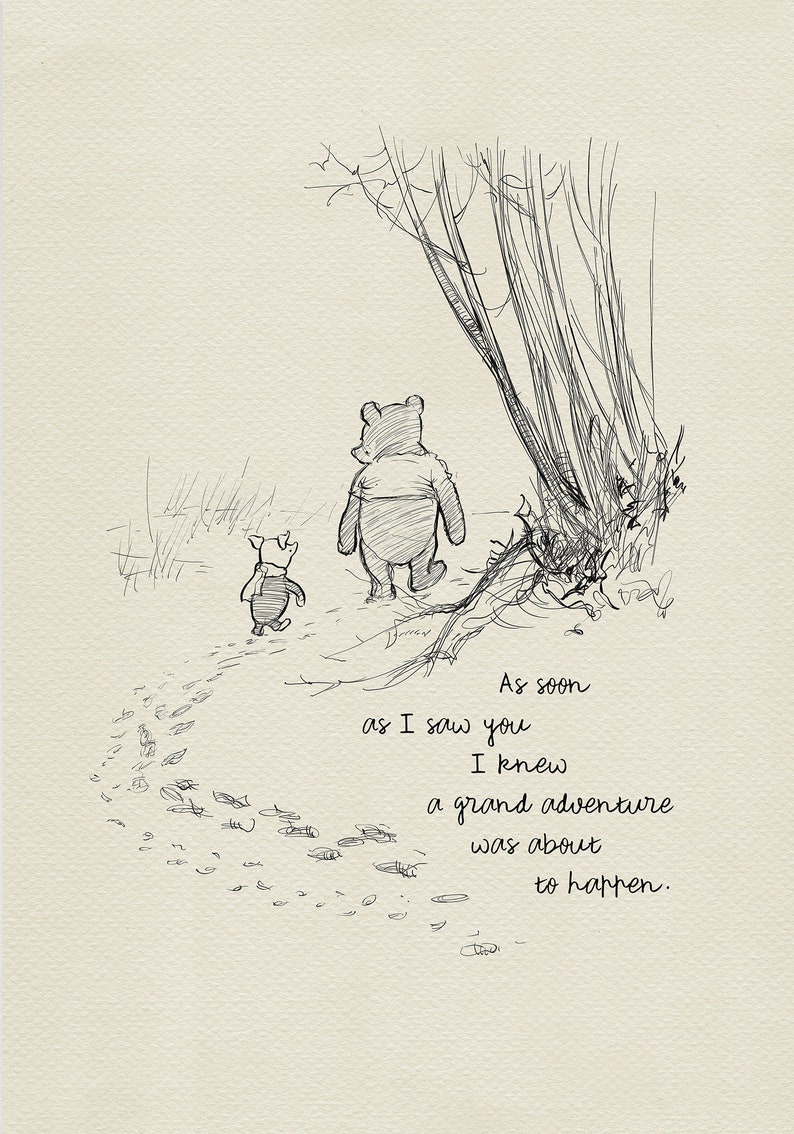 As soon
as I saw you
I knew
a grand adventure
was about
to happen.